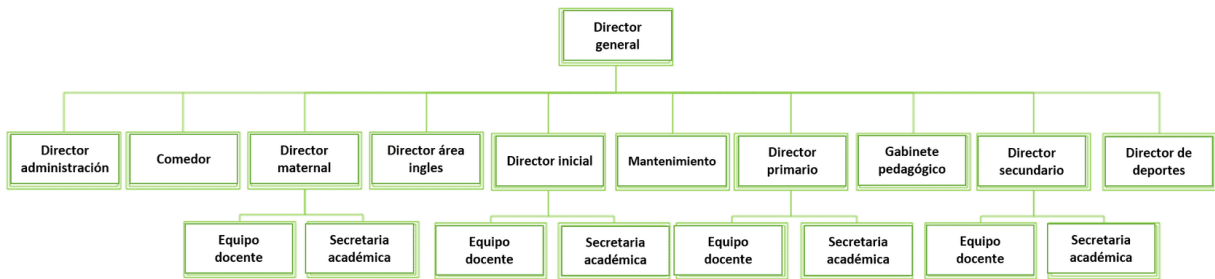 Director
general
Director
administración
Comedor
Director
maternal
Director área
ingles
Director inicial
Mantenimiento
Director
primario
Gabinete
pedagógico
Director
secundario
Director de
deportes
Equipo
docente
Secretaria
académica
Equipo
docente
Secretaria
académica
Equipo
docente
Secretaria
académica
Equipo
docente
Secretaria
académica